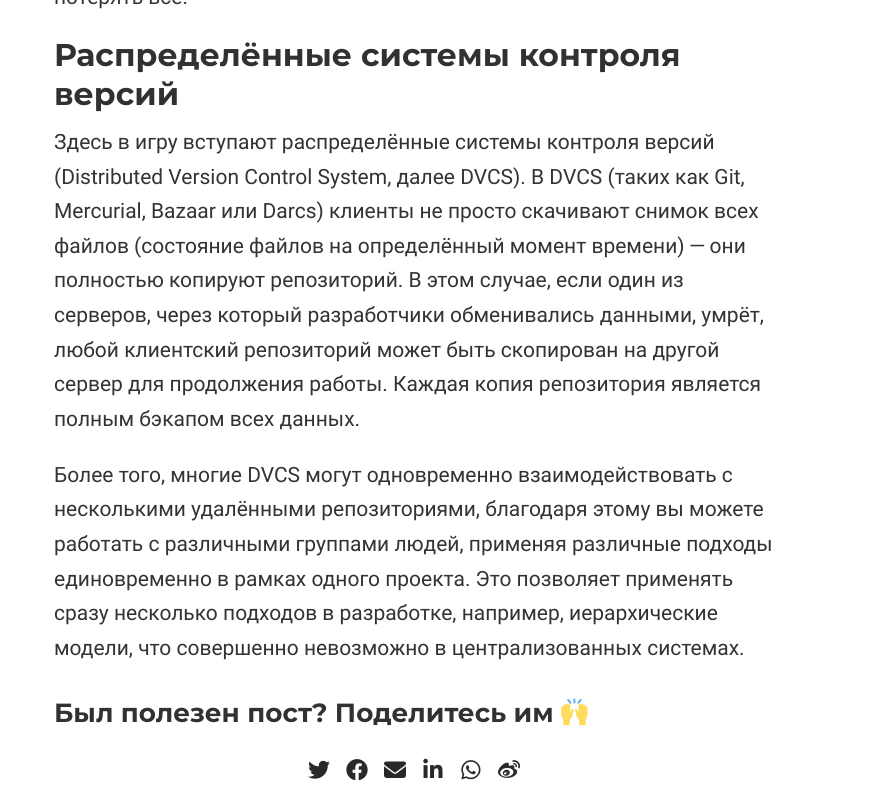 потерять все.
Распределённые системы контроля
версий
Здесь в игру вступают распределённые системы контроля версий
(Distributed Version Control System, далее DVCS). В DVCS (таких как Git,
Mercurial, Bazaar или Darcs) клиенты не просто скачивают снимок всех
файлов (состояние файлов на определённый момент времени) — они
полностью копируют репозиторий. В этом случае, если один из
серверов, через который разработчики обменивались данными, умрёт,
любой клиентский репозиторий может быть скопирован на другой
сервер для продолжения работы. Каждая копия репозитория является
полным бэкапом всех данных.
Более того, многие DVCS могут одновременно взаимодействовать с
несколькими удалёнными репозиториями, благодаря этому вы можете
работать с различными группами людей, применяя различные подходы
единовременно в рамках одного проекта. Это позволяет применять
сразу несколько подходов в разработке, например, иерархические
модели, что совершенно невозможно в централизованных системах.
Был полезен пост? Поделитесь им 🙌